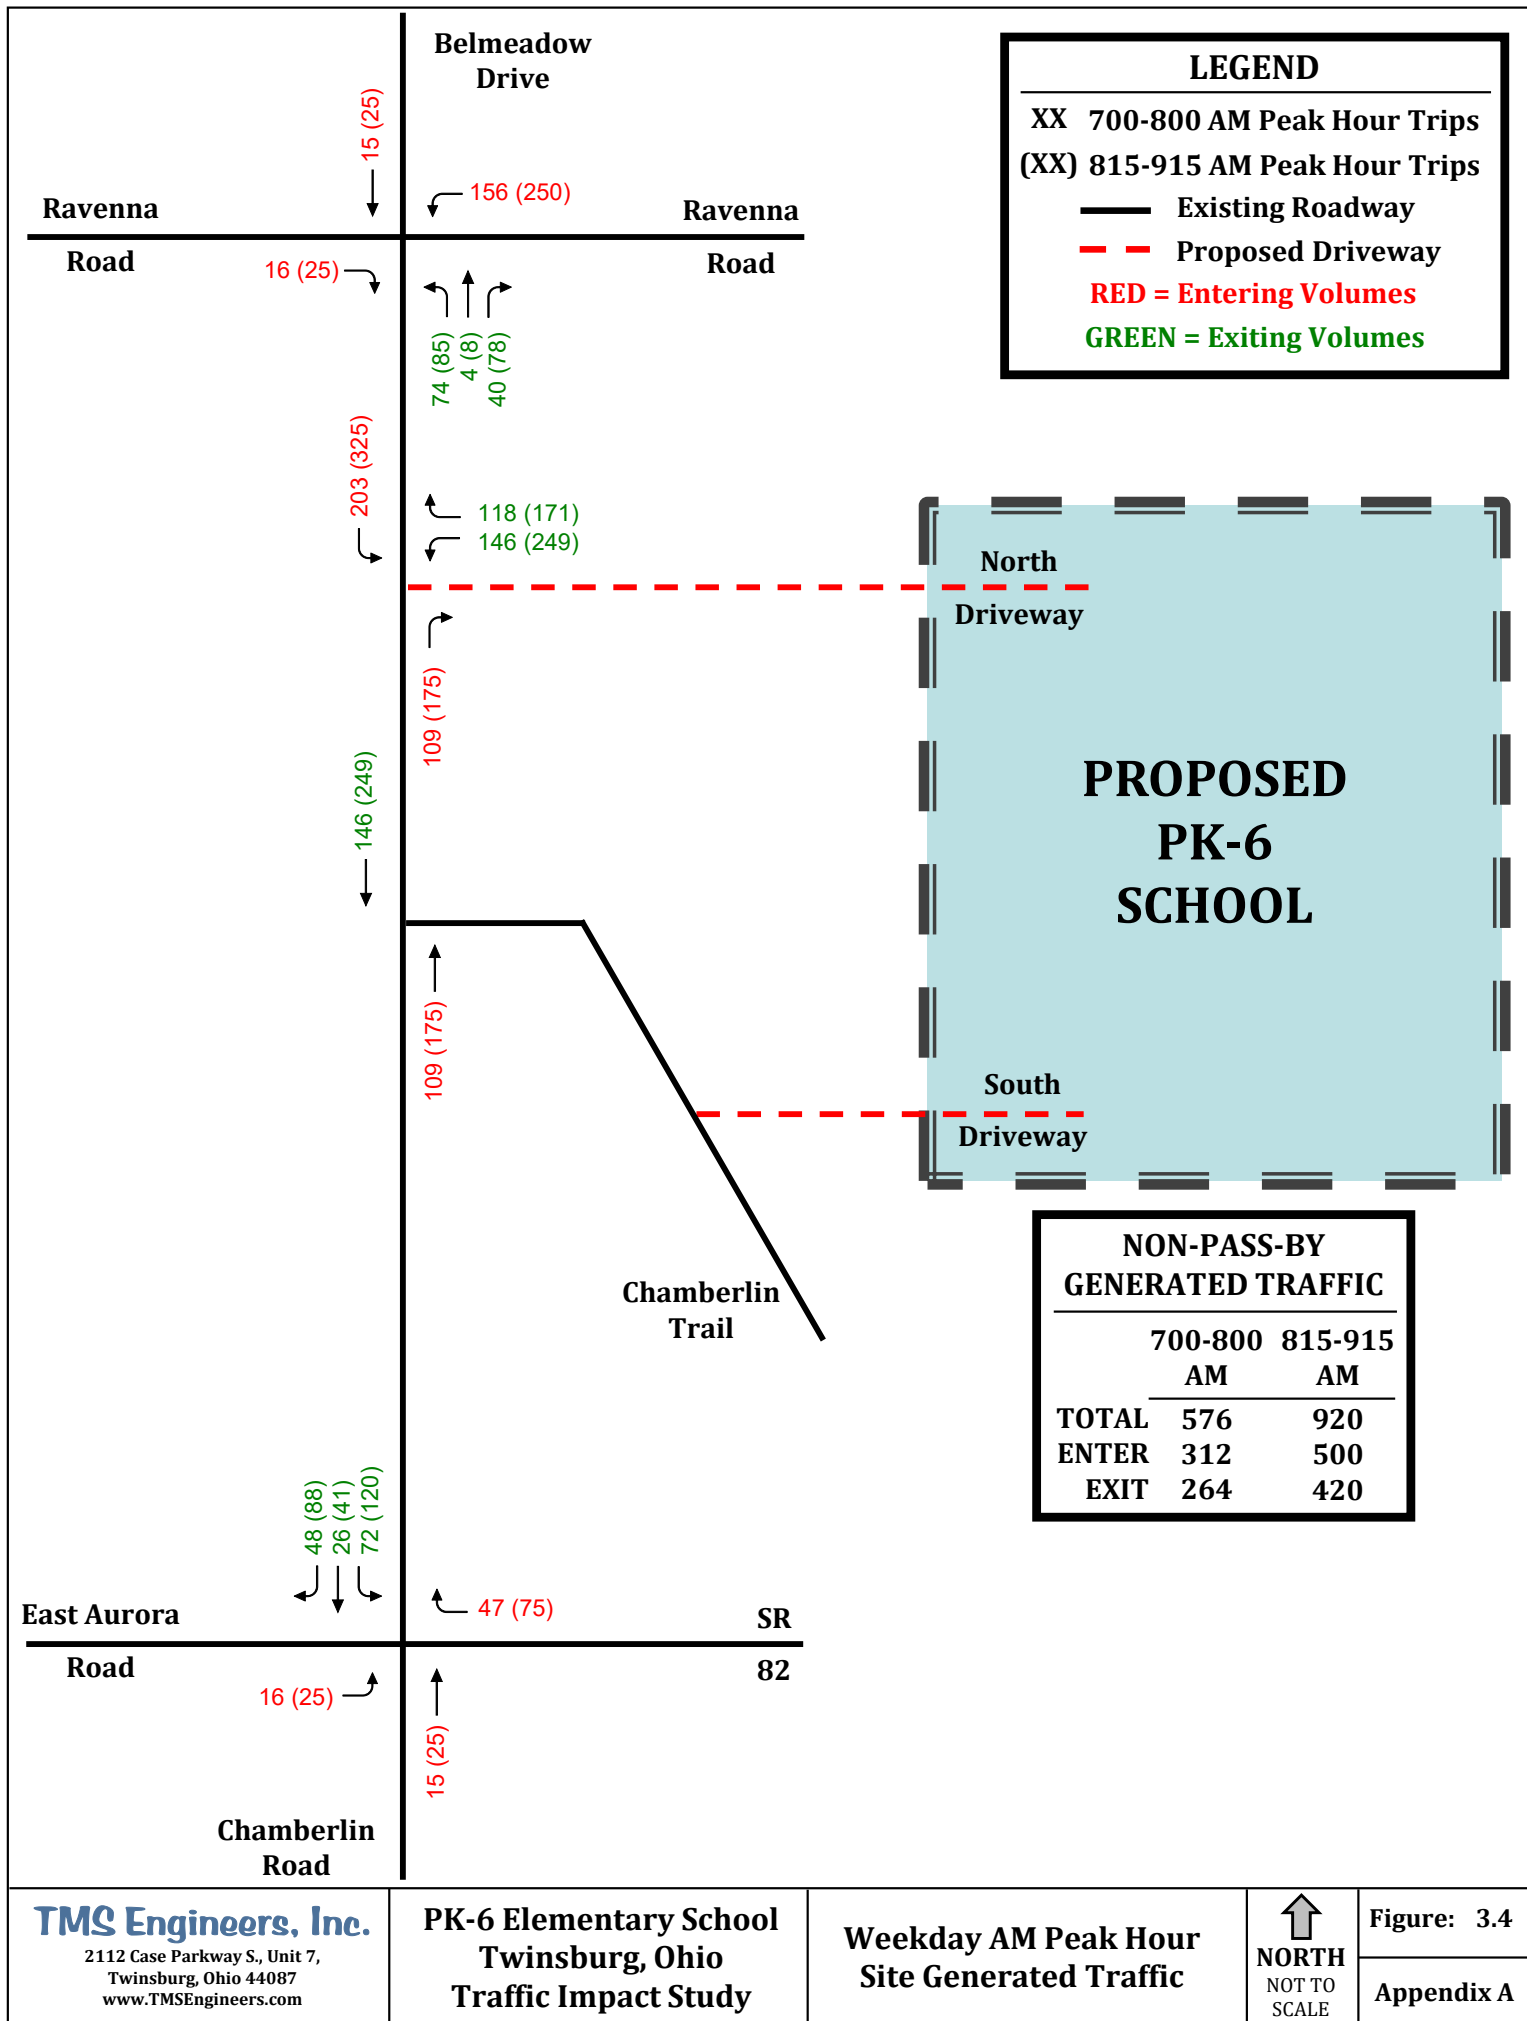 Belmeadow
Drive
15 (25)
156 (250)
Ravenna
Road
Ravenna
Road
16 (25)
74 (85)
4 (8)
40 (78)
LEGEND
XX 700-800 AM Peak Hour Trips
(XX) 815-915 AM Peak Hour Trips
Existing Roadway
Proposed Driveway
RED = Entering Volumes
GREEN = Exiting Volumes
203 (325)
118 (171)
146 (249)
North
Driveway
109 (175)
146 (249)
PROPOSED
PK-6
SCHOOL
109 (175)
South
Driveway
Chamberlin
Trail
NON-PASS-BY
GENERATED TRAFFIC
700-800 815-915
AM AM
TOTAL 576 920
ENTER 312 500
EXIT 264 420
48 (88)
26 (41)
72 (120)
47 (75)
East Aurora
Road
SR
82
16 (25)
15 (25)
Chamberlin
Road
TMS Engineers, Inc.
2112 Case Parkway S., Unit 7,
Twinsburg, Ohio 44087
www.TMSEngineers.com
PK-6 Elementary School
Twinsburg, Ohio
Traffic Impact Study
Weekday AM Peak Hour
Site Generated Traffic
NORTH
NOT TO
SCALE
Figure: 3.4
Appendix A